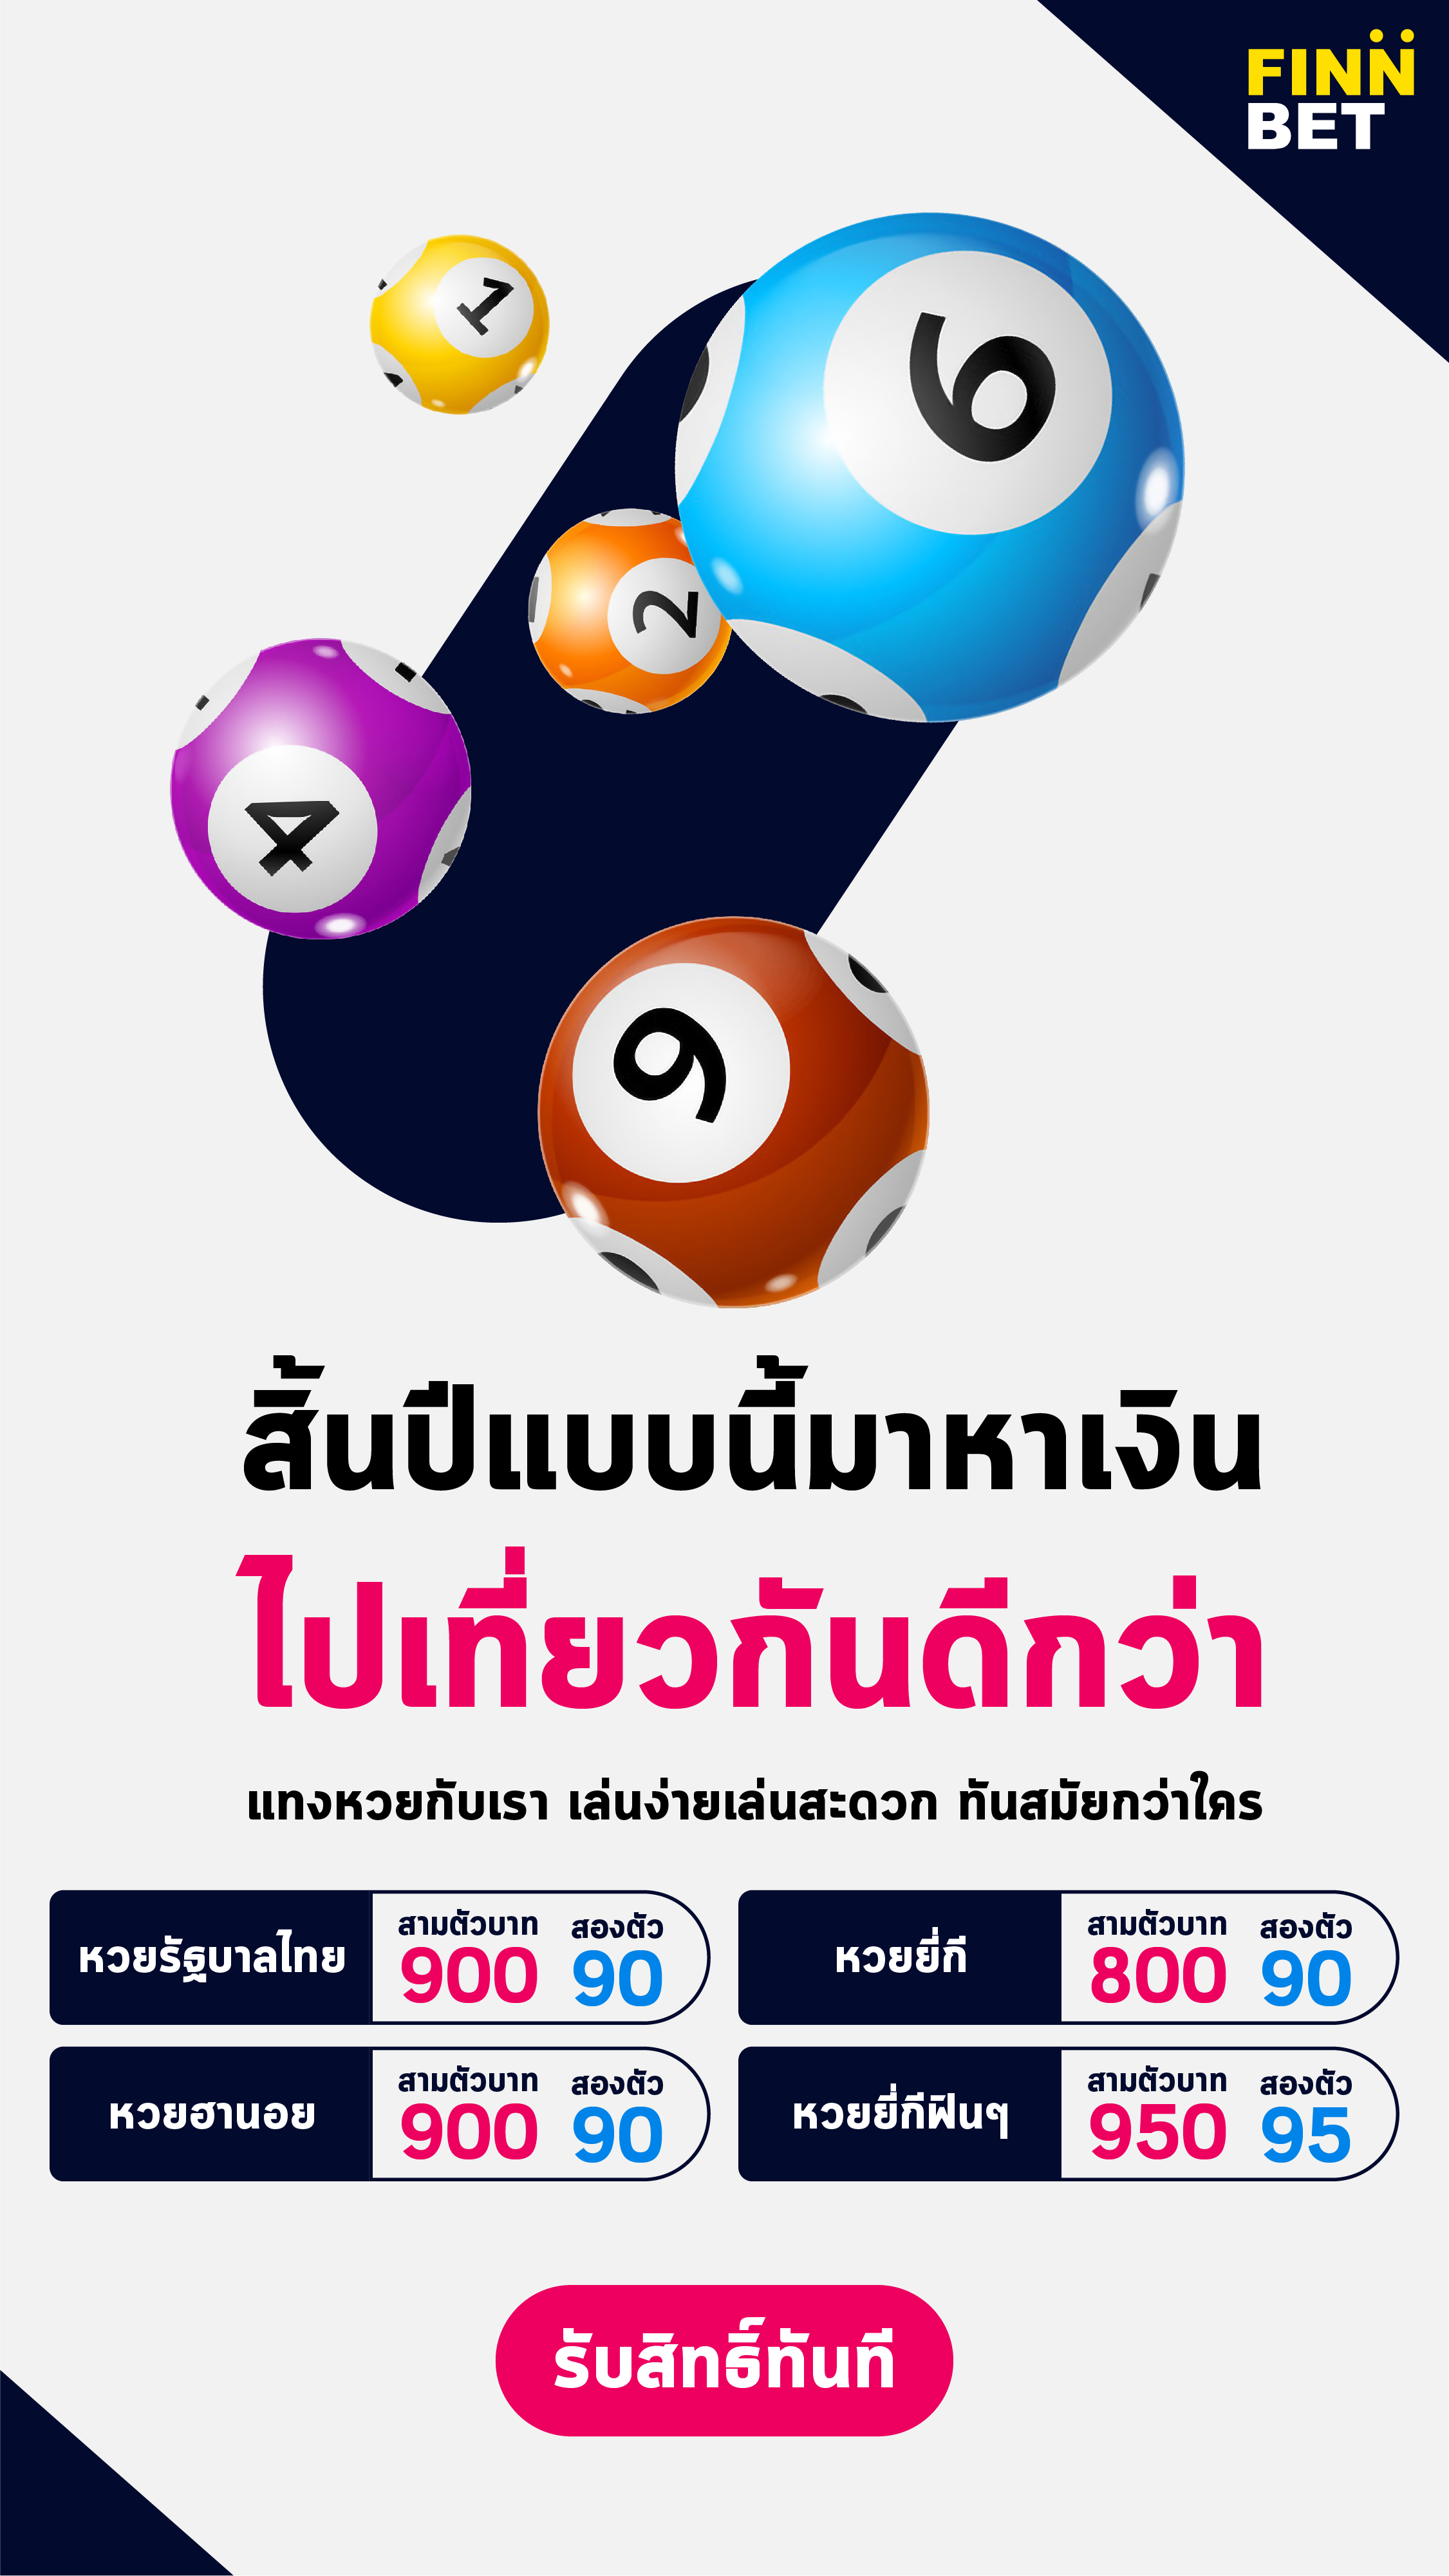 FINN
BET
1
6
2
4
9
สิ้นปีแบบนี้มาหาเงิน
ไปเที่ยวกันดีกว่า
แทงหวยกับเรา เล่นง่ายเล่นสะดวก ทันสมัยกว่าใคร
หวยรัฐบาลไทย สามตัวบาท 900 สองตัว 90
หวยยี่กี สามตัวบาท 800 สองตัว 90
หวยฮานอย สามตัวบาท 900 สองตัว 90
หวยยี่กีฟินๆ สามตัวบาท 950 สองตัว 95
รับสิทธิ์ทันที